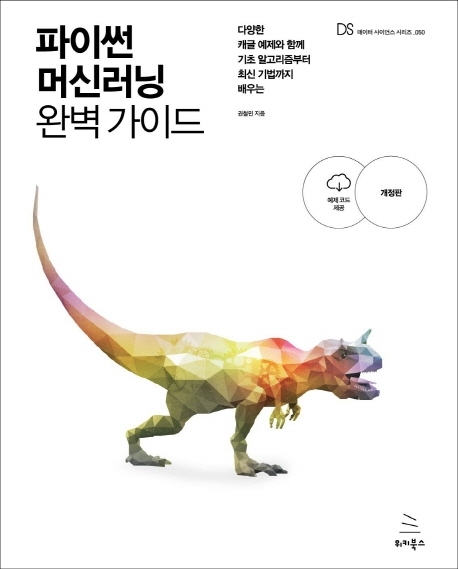 파이썬
머신러닝
완벽 가이드
다양한
캐글 예제와 함께
기초 알고리즘부터
최신 기법까지
배우는
권철민 지음
DS 데이터 사이언스 시리즈_050
예제 코드
제공
개정판
위키북스